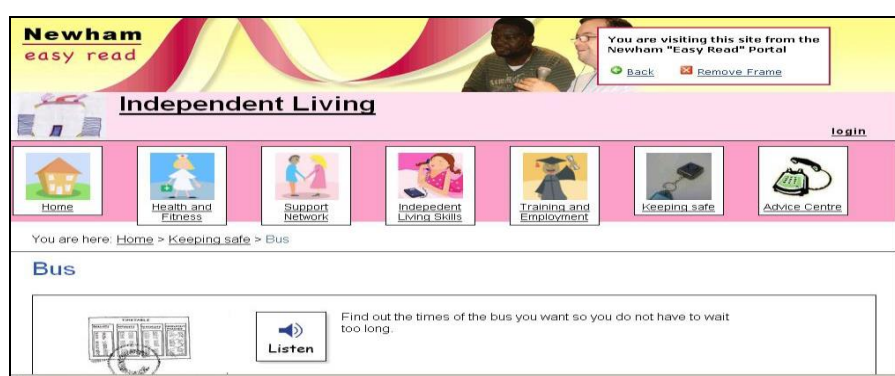 Newham
easy read
You are visiting this site from the
Newham "Easy Read" Portal
Back
Remove Frame
Independent Living
login
Home
Health and
Fitness
Support
Network
Indepedent
Living Skills
Training and
Employment
Keeping safe
Advice Centre
You are here: Home > Keeping safe > Bus
Bus
TIMETABLE
Listen
Find out the times of the bus you want so you do not have to wait
too long.